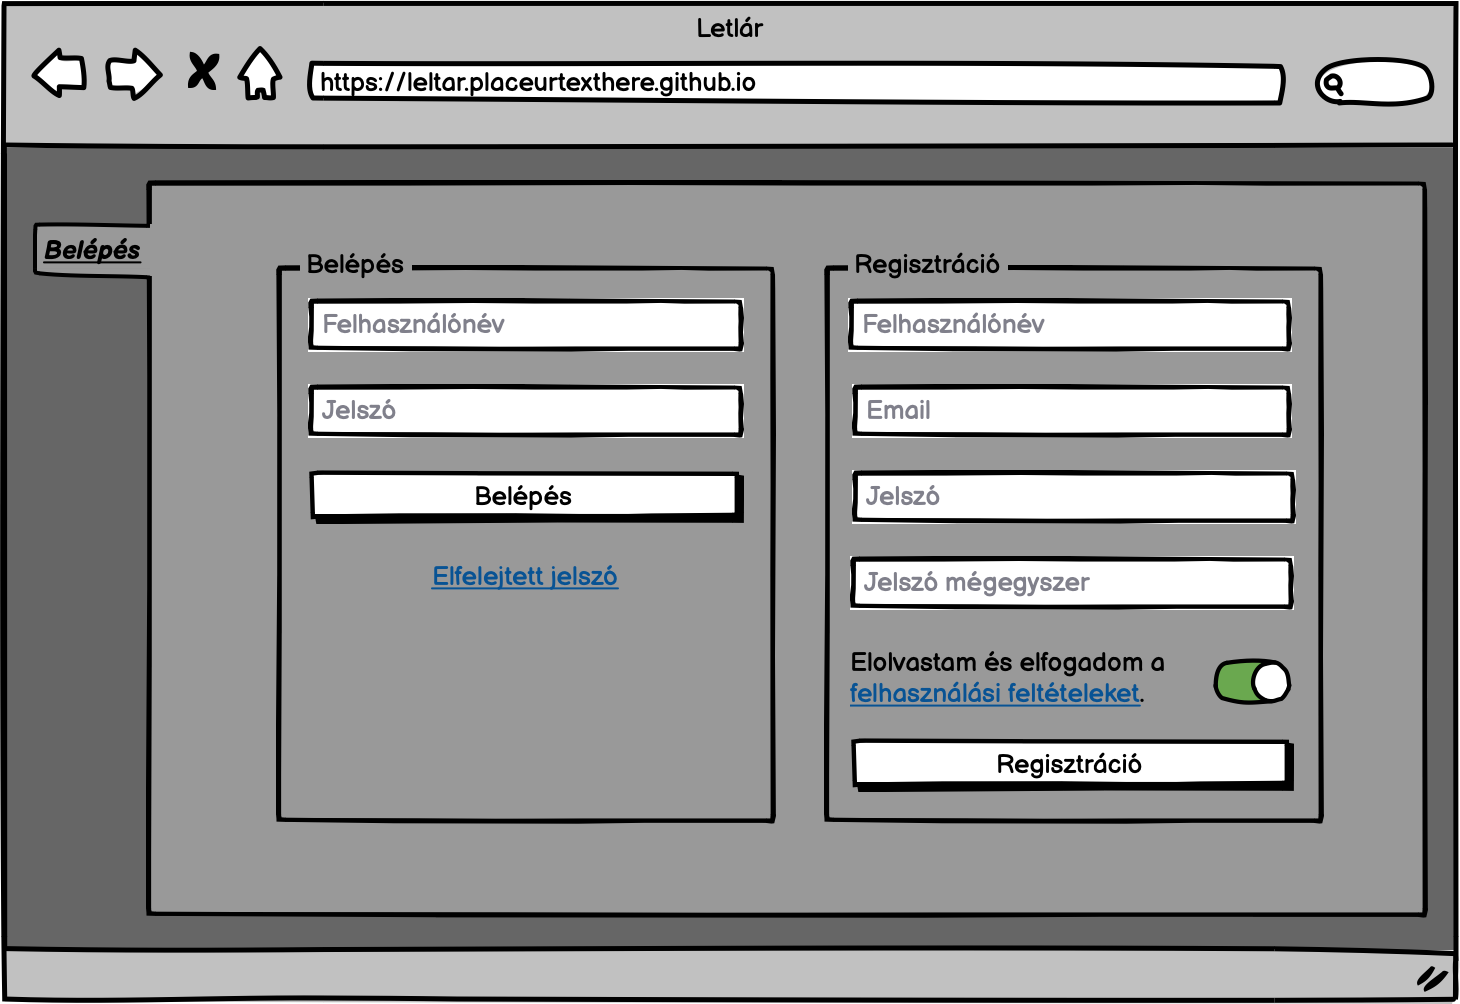 Letlár
https://leltar.placeurtexthere.github.io
Belépés
Belépés
Felhasználónév
Jelszó
Belépés
Elfelejtett jelszó
Regisztráció
Felhasználónév
Email
Jelszó
Jelszó mégegyszer
Elolvastam és elfogadom a
felhasználási feltételeket.
Regisztráció